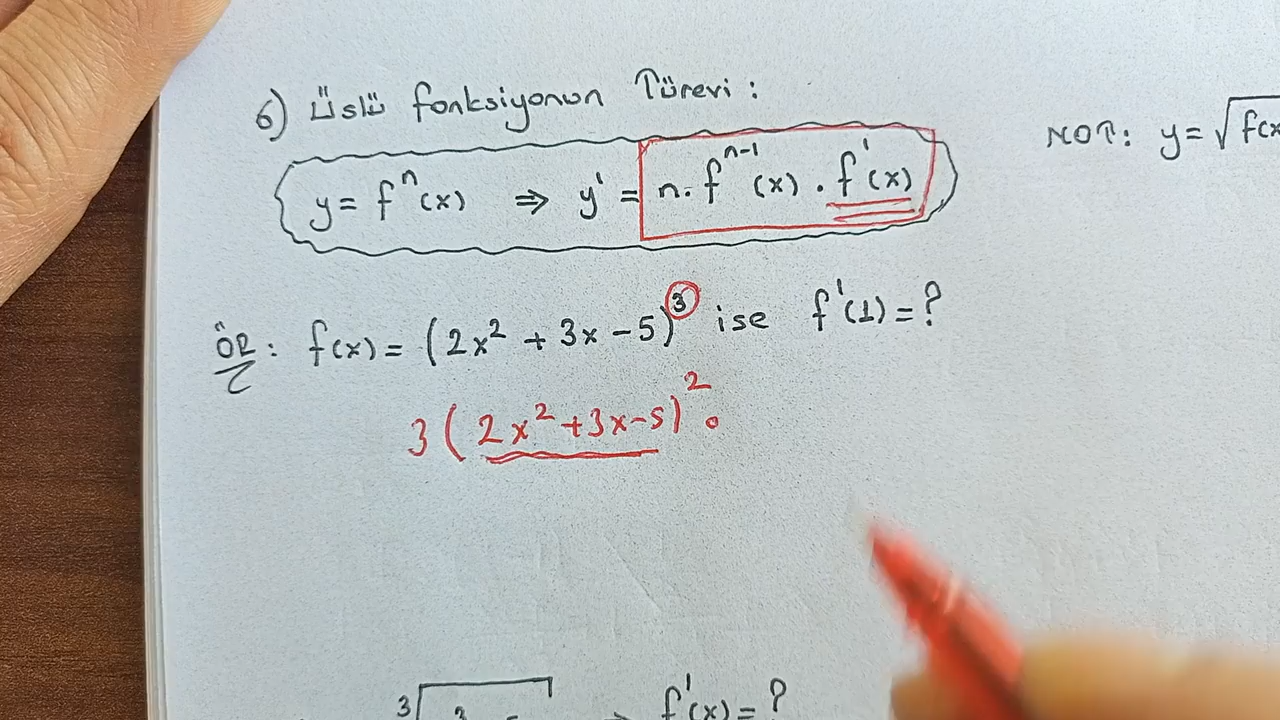 6) Üslü fonksiyonun Türevi :
y = fⁿ(x) ⇒ y' = n. fⁿ⁻¹(x) . f'(x)
NOT: y = √f(x
ÖR : f(x) = (2x² + 3x - 5)³ ise f'(1) = ?
3 (2x² + 3x - 5)² .
f'(x) = ?